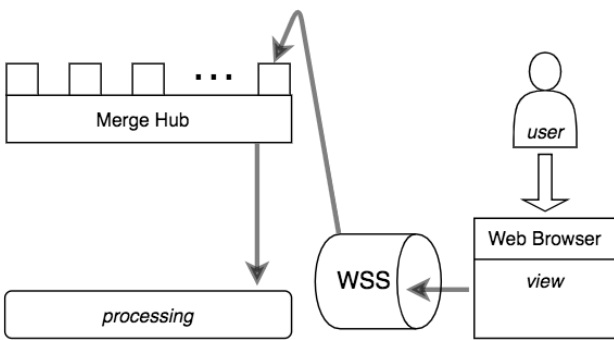 ...
Merge Hub
user
Web Browser
WSS
view
processing